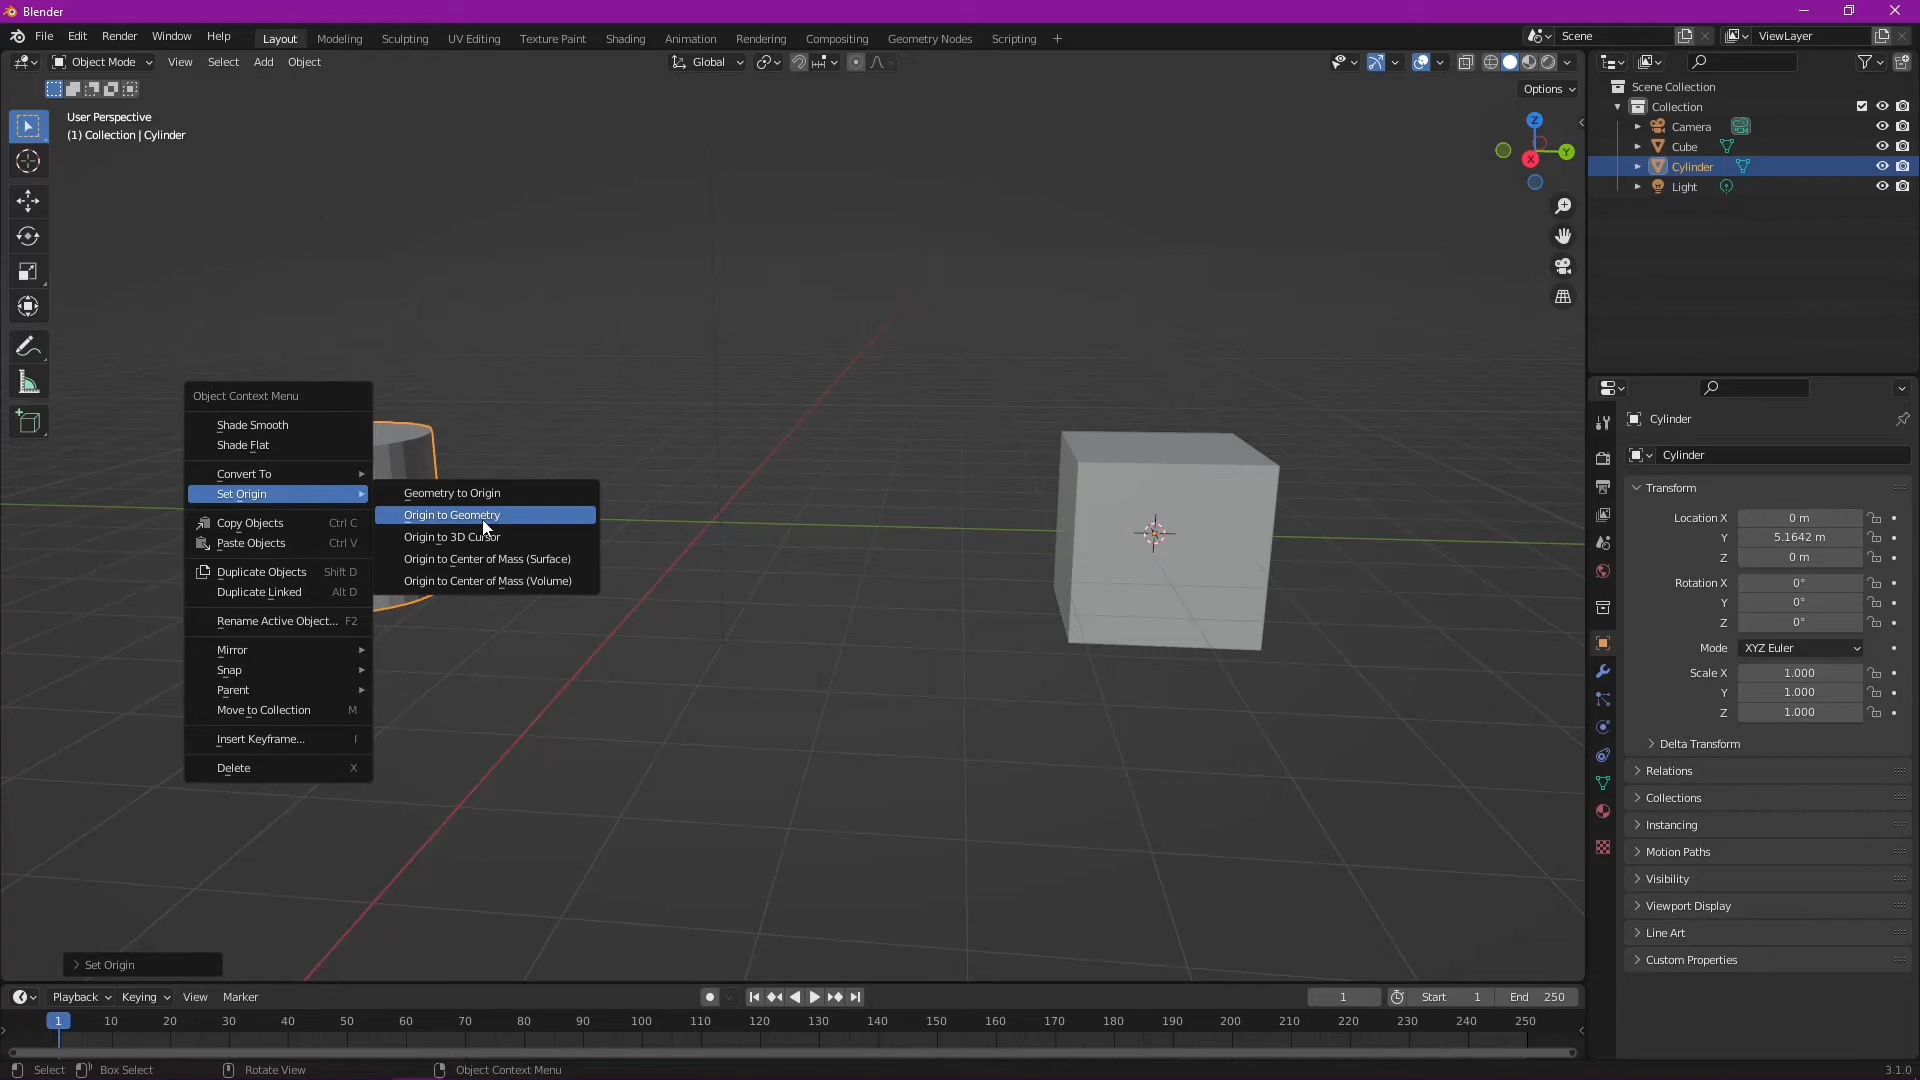 Blender
File Edit Render Window Help
Layout Modeling Sculpting UV Editing Texture Paint Shading Animation Rendering Compositing Geometry Nodes Scripting +
Scene
ViewLayer
Object Mode View Select Add Object
Global
Options
User Perspective
(1) Collection | Cylinder
Z
Y
X
Scene Collection
Collection
Camera
Cube
Cylinder
Light
Object Context Menu
Shade Smooth
Shade Flat
Convert To
Set Origin
Copy Objects Ctrl C
Paste Objects Ctrl V
Duplicate Objects Shift D
Duplicate Linked Alt D
Rename Active Object... F2
Mirror
Snap
Parent
Move to Collection M
Insert Keyframe... I
Delete X
Geometry to Origin
Origin to Geometry
Origin to 3D Cursor
Origin to Center of Mass (Surface)
Origin to Center of Mass (Volume)
Cylinder
Cylinder
Transform
Location X 0 m
Y 5.1642 m
Z 0 m
Rotation X 0°
Y 0°
Z 0°
Mode XYZ Euler
Scale X 1.000
Y 1.000
Z 1.000
Delta Transform
Relations
Collections
Instancing
Motion Paths
Visibility
Viewport Display
Line Art
Custom Properties
Set Origin
Playback Keying View Marker
1 Start 1 End 250
1 10 20 30 40 50 60 70 80 90 100 110 120 130 140 150 160 170 180 190 200 210 220 230 240 250
Select Box Select Rotate View Object Context Menu 3.1.0